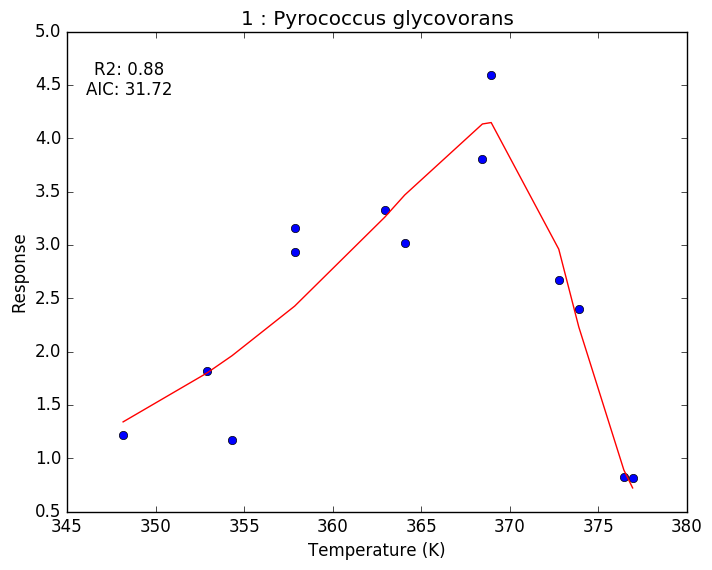 1 : Pyrococcus glycovorans
R2: 0.88
AIC: 31.72
5.0
4.5
4.0
3.5
3.0
2.5
2.0
1.5
1.0
0.5
Response
345 350 355 360 365 370 375 380
Temperature (K)